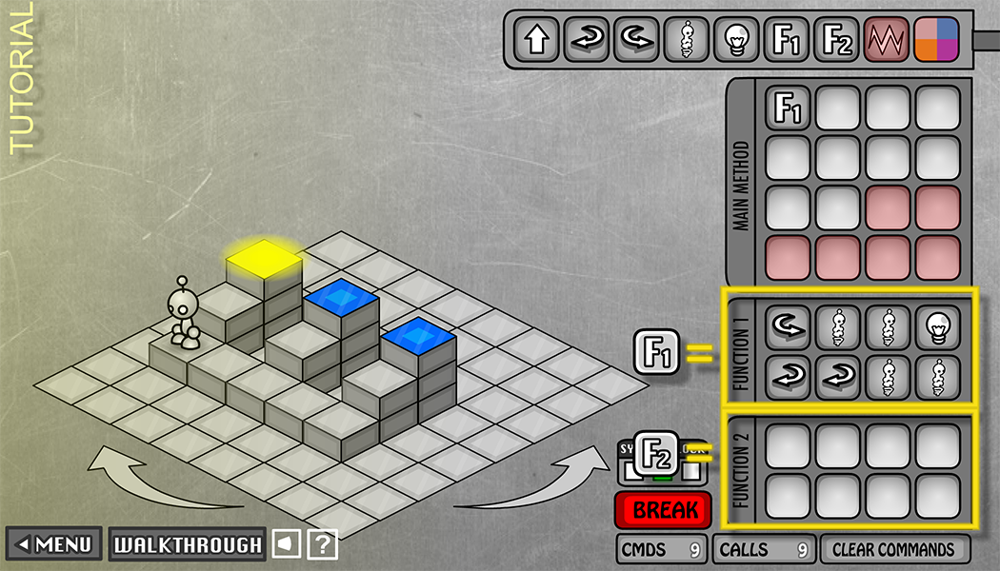 TUTORIAL
F1
F2
MAIN METHOD
F1
FUNCTION 1
F1
FUNCTION 2
F2
BREAK
MENU
WALKTHROUGH
?
CMDS 9
CALLS 9
CLEAR COMMANDS